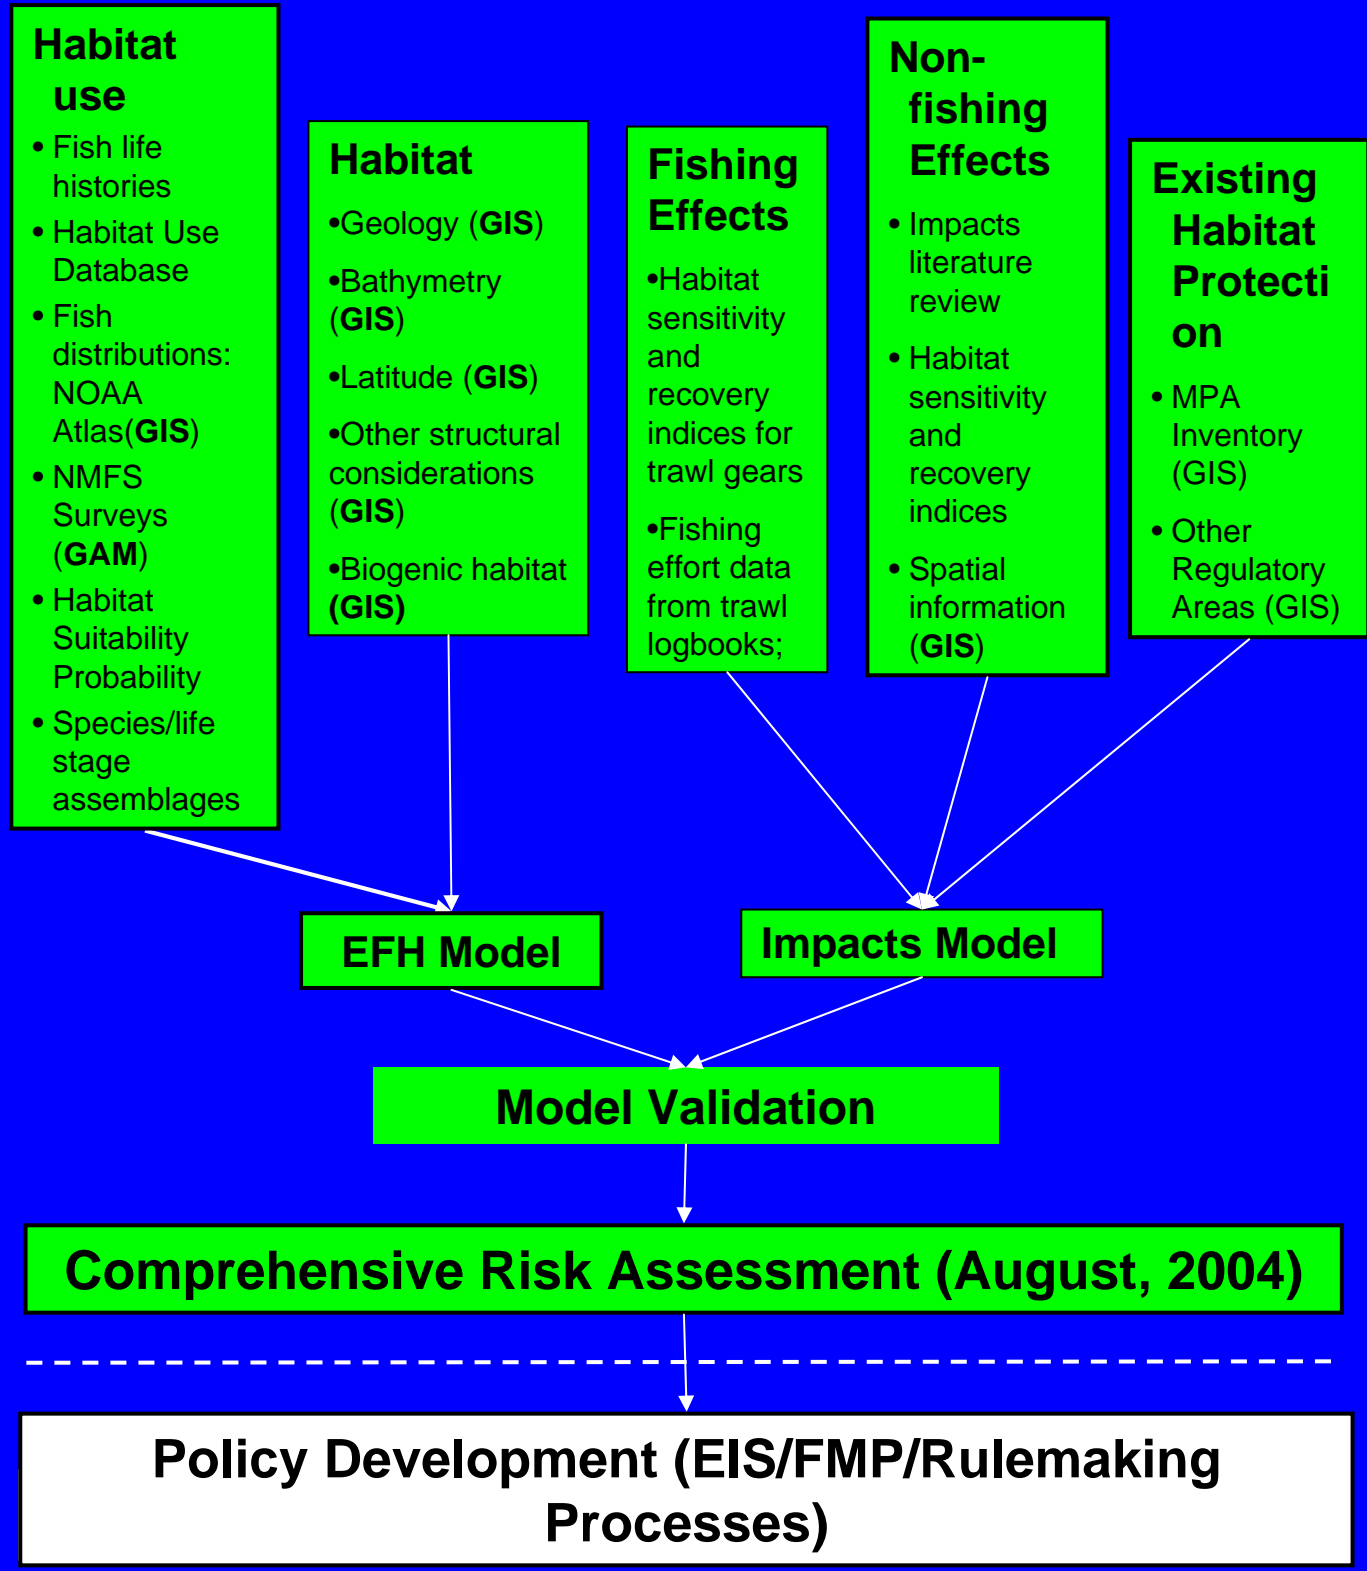 Habitat
use
• Fish life
histories
• Habitat Use
Database
• Fish
distributions:
NOAA
Atlas(GIS)
• NMFS
Surveys
(GAM)
• Habitat
Suitability
Probability
• Species/life
stage
assemblages
Habitat
•Geology (GIS)
•Bathymetry
(GIS)
•Latitude (GIS)
•Other structural
considerations
(GIS)
•Biogenic habitat
(GIS)
Fishing
Effects
•Habitat
sensitivity
and
recovery
indices for
trawl gears
•Fishing
effort data
from trawl
logbooks;
Non-
fishing
Effects
• Impacts
literature
review
• Habitat
sensitivity
and
recovery
indices
• Spatial
information
(GIS)
Existing
Habitat
Protecti
on
• MPA
Inventory
(GIS)
• Other
Regulatory
Areas (GIS)
EFH Model
Impacts Model
Model Validation
Comprehensive Risk Assessment (August, 2004)
Policy Development (EIS/FMP/Rulemaking
Processes)